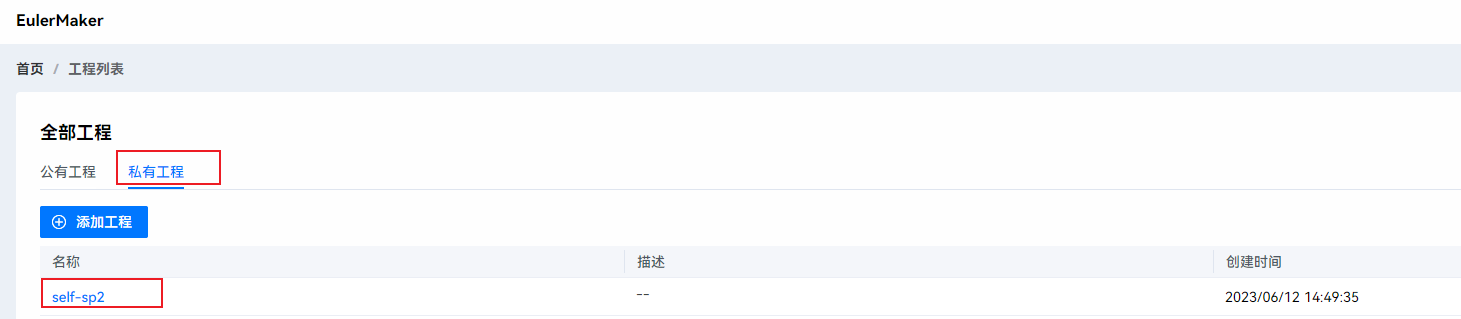 EulerMaker
首页 / 工程列表
全部工程
公有工程 私有工程
添加工程
名称 描述 创建时间
self-sp2 -- 2023/06/12 14:49:35